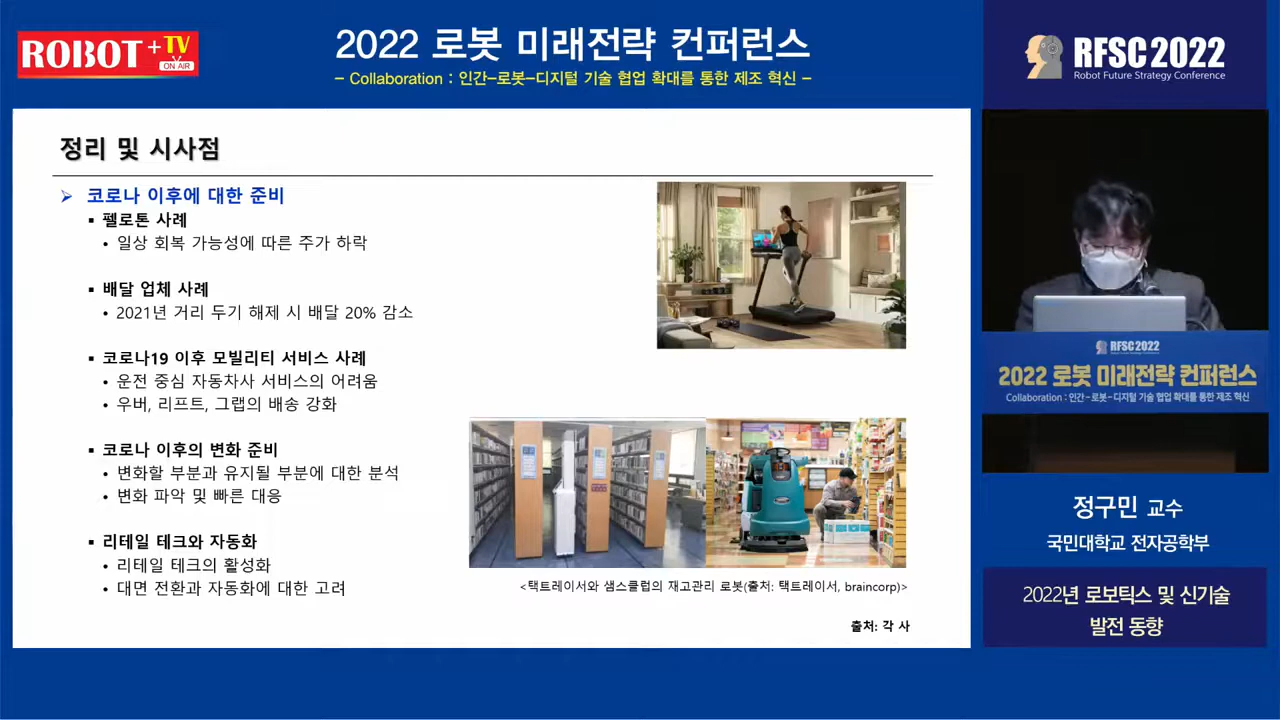 ROBOT+TV
ON AIR
2022 로봇 미래전략 컨퍼런스
– Collaboration : 인간–로봇–디지털 기술 협업 확대를 통한 제조 혁신 –
RFSC 2022
Robot Future Strategy Conference
정리 및 시사점
➢ 코로나 이후에 대한 준비
▪ 펠로톤 사례
• 일상 회복 가능성에 따른 주가 하락
▪ 배달 업체 사례
• 2021년 거리 두기 해제 시 배달 20% 감소
▪ 코로나19 이후 모빌리티 서비스 사례
• 운전 중심 자동차사 서비스의 어려움
• 우버, 리프트, 그랩의 배송 강화
▪ 코로나 이후의 변화 준비
• 변화할 부분과 유지될 부분에 대한 분석
• 변화 파악 및 빠른 대응
▪ 리테일 테크와 자동화
• 리테일 테크의 활성화
• 대면 전환과 자동화에 대한 고려
<택트레이서와 샘스클럽의 재고관리 로봇(출처: 택트레이서, braincorp)>
출처: 각 사
RFSC 2022
2022 로봇 미래전략 컨퍼런스
Collaboration : 인간–로봇–디지털 기술 협업 확대를 통한 제조 혁신
정구민 교수
국민대학교 전자공학부
2022년 로보틱스 및 신기술
발전 동향